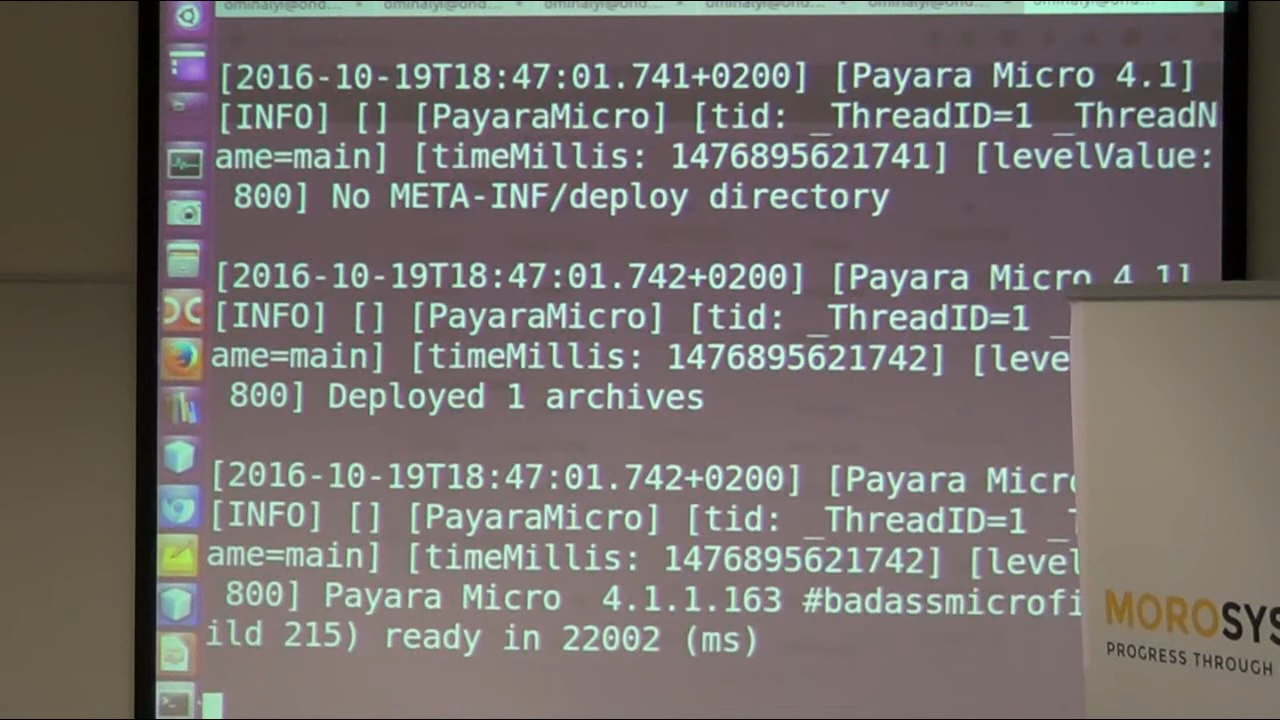 [2016-10-19T18:47:01.741+0200] [Payara Micro 4.1]
[INFO] [] [PayaraMicro] [tid: _ThreadID=1 _ThreadN
ame=main] [timeMillis: 1476895621741] [levelValue:
800] No META-INF/deploy directory
[2016-10-19T18:47:01.742+0200] [Payara Micro 4.1]
[INFO] [] [PayaraMicro] [tid: _ThreadID=1 _
ame=main] [timeMillis: 1476895621742] [leve
800] Deployed 1 archives
[2016-10-19T18:47:01.742+0200] [Payara Micro
[INFO] [] [PayaraMicro] [tid: _ThreadID=1 _T
ame=main] [timeMillis: 1476895621742] [level
800] Payara Micro 4.1.1.163 #badassmicrofi
ild 215) ready in 22002 (ms)
MOROSYS
PROGRESS THROUGH